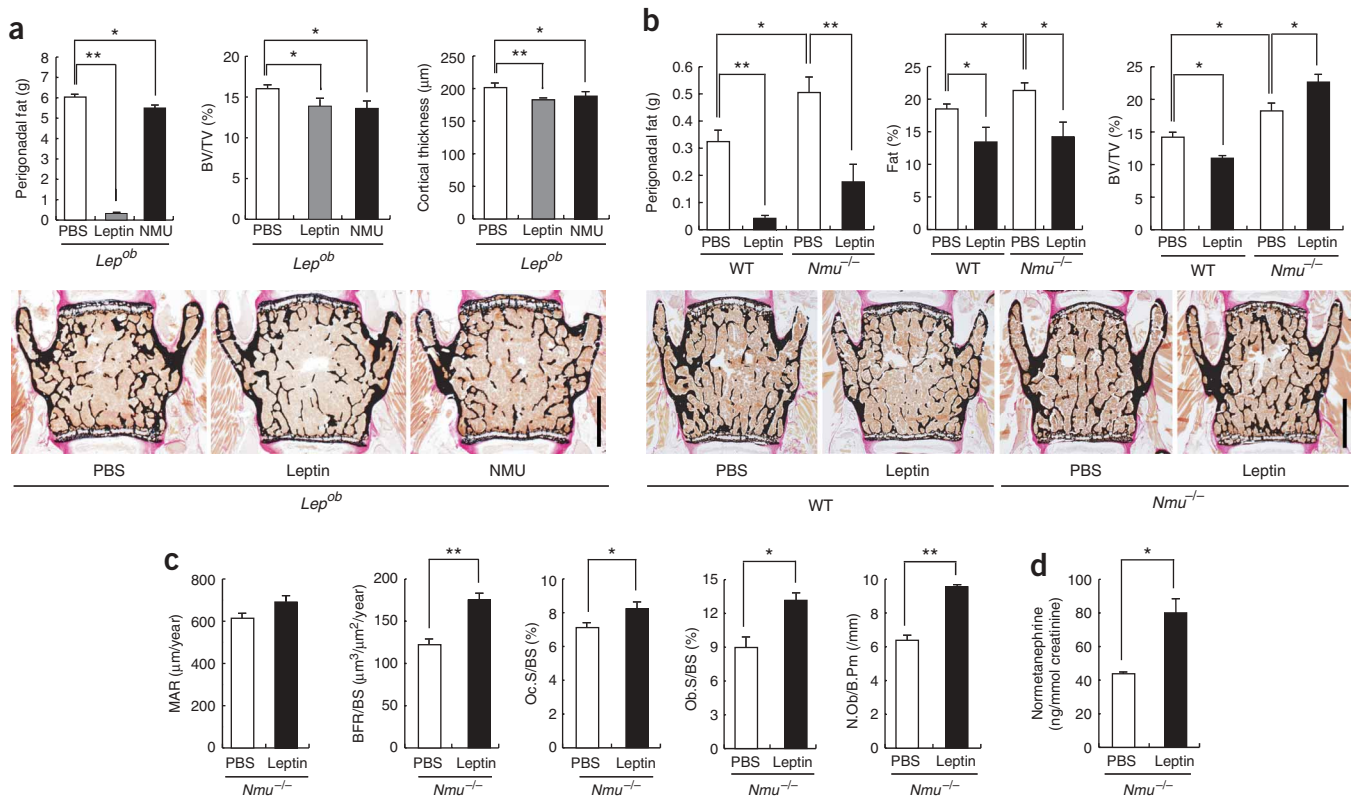 a
Perigonadal fat (g)
8
7
6
5
4
3
2
1
0
PBS Leptin NMU
Lep^ob
*
**
BV/TV (%)
20
15
10
5
0
PBS Leptin NMU
Lep^ob
*
*
Cortical thickness (µm)
250
200
150
100
50
0
PBS Leptin NMU
Lep^ob
*
**
PBS Leptin NMU
Lep^ob
b
Perigonadal fat (g)
0.6
0.5
0.4
0.3
0.2
0.1
0
* **
**
PBS Leptin PBS Leptin
WT Nmu^−/−
Fat (%)
25
20
15
10
5
0
* *
*
PBS Leptin PBS Leptin
WT Nmu^−/−
BV/TV (%)
25
20
15
10
5
0
* *
*
PBS Leptin PBS Leptin
WT Nmu^−/−
PBS Leptin PBS Leptin
WT Nmu^−/−
c
MAR (µm/year)
800
600
400
200
0
PBS Leptin
Nmu^−/−
BFR/BS (µm³/µm²/year)
200
150
100
50
0
**
PBS Leptin
Nmu^−/−
Oc.S/BS (%)
10
8
6
4
2
0
*
PBS Leptin
Nmu^−/−
Ob.S/BS (%)
15
12
9
6
3
0
*
PBS Leptin
Nmu^−/−
N.Ob/B.Pm (/mm)
10
8
6
4
2
0
**
PBS Leptin
Nmu^−/−
d
Normetanephrine
(ng/mmol creatinine)
100
80
60
40
20
0
*
PBS Leptin
Nmu^−/−